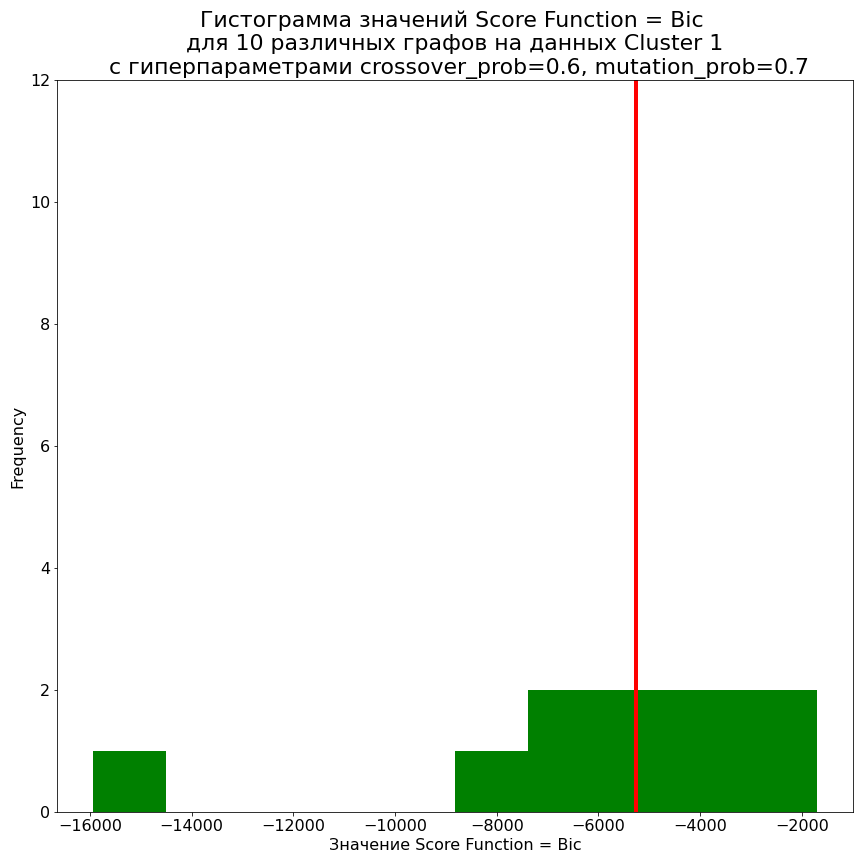 Гистограмма значений Score Function = Bic
для 10 различных графов на данных Cluster 1
с гиперпараметрами crossover_prob=0.6, mutation_prob=0.7
12
10
8
6
4
2
0
Frequency
−16000 −14000 −12000 −10000 −8000 −6000 −4000 −2000
Значение Score Function = Bic